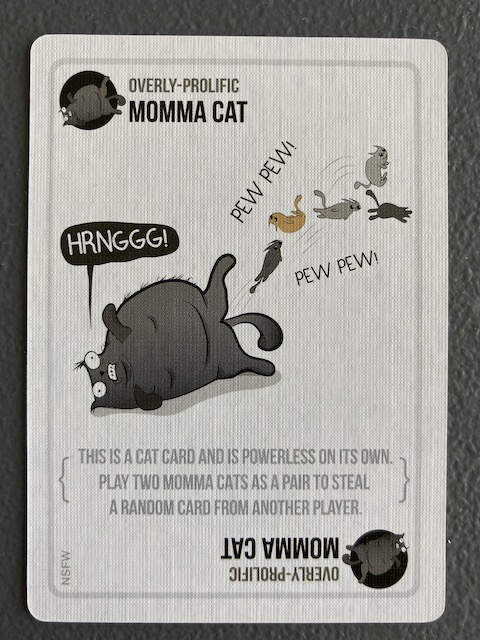 OVERLY-PROLIFIC
MOMMA CAT
PEW PEW!
HRNGGG!
PEW PEW!
THIS IS A CAT CARD AND IS POWERLESS ON ITS OWN.
PLAY TWO MOMMA CATS AS A PAIR TO STEAL
A RANDOM CARD FROM ANOTHER PLAYER.
NSFW
OVERLY-PROLIFIC
MOMMA CAT